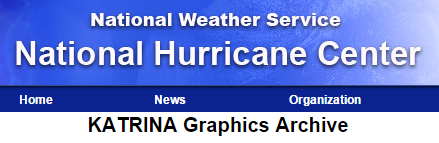 National Weather Service
National Hurricane Center
Home News Organization
KATRINA Graphics Archive